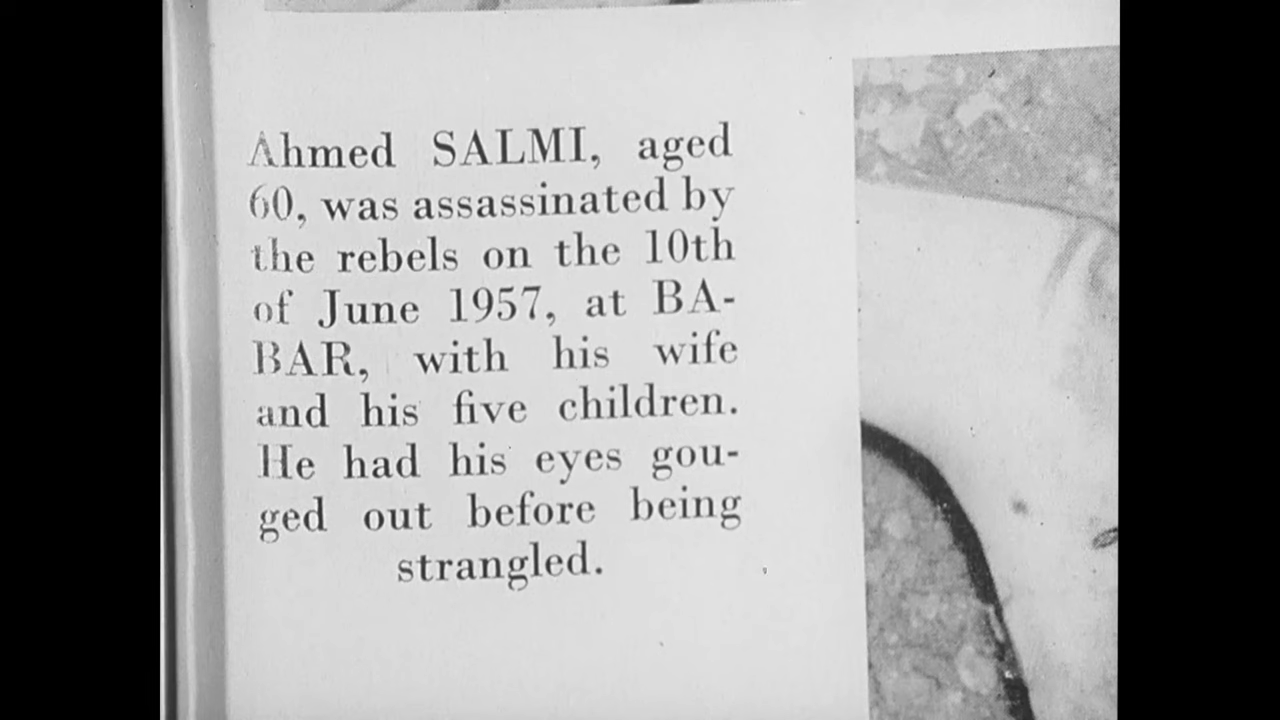 Ahmed SALMI, aged
60, was assassinated by
the rebels on the 10th
of June 1957, at BA-
BAR, with his wife
and his five children.
He had his eyes gou-
ged out before being
strangled.